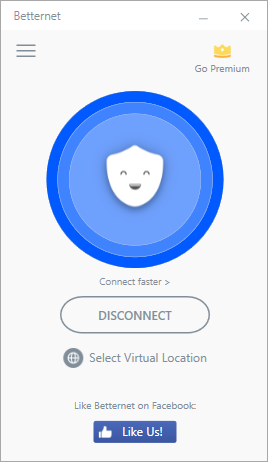 Betternet
Go Premium
Connect faster >
DISCONNECT
Select Virtual Location
Like Betternet on Facebook:
Like Us!